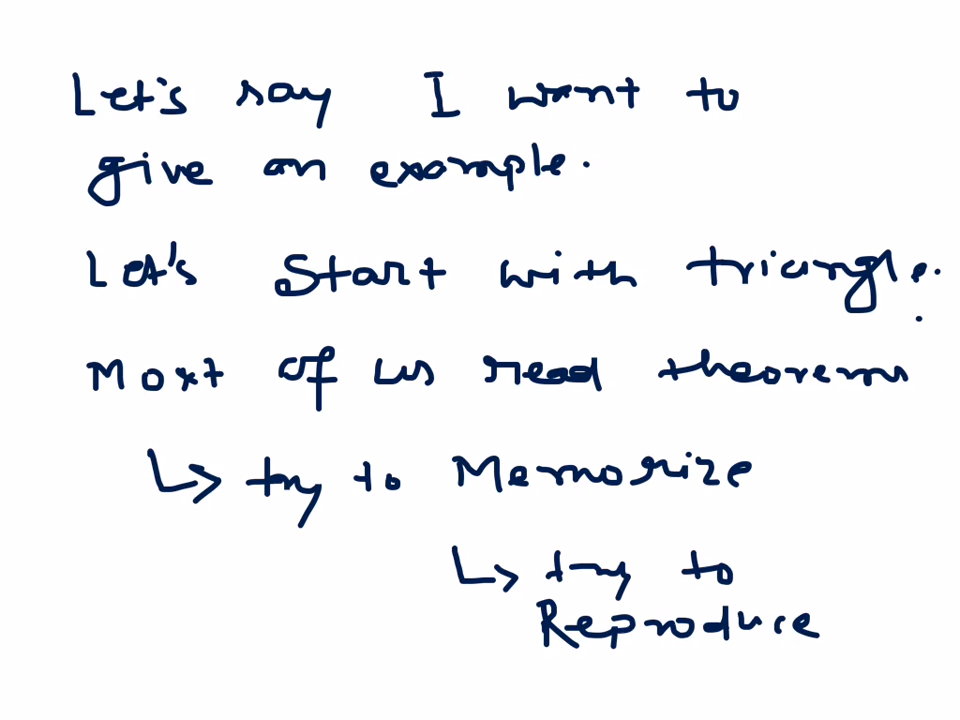 Let's say I want to
give an example.
Let's Start with triangle.
Most of us read theorems
↳ try to Memorize
↳ try to
Reproduce